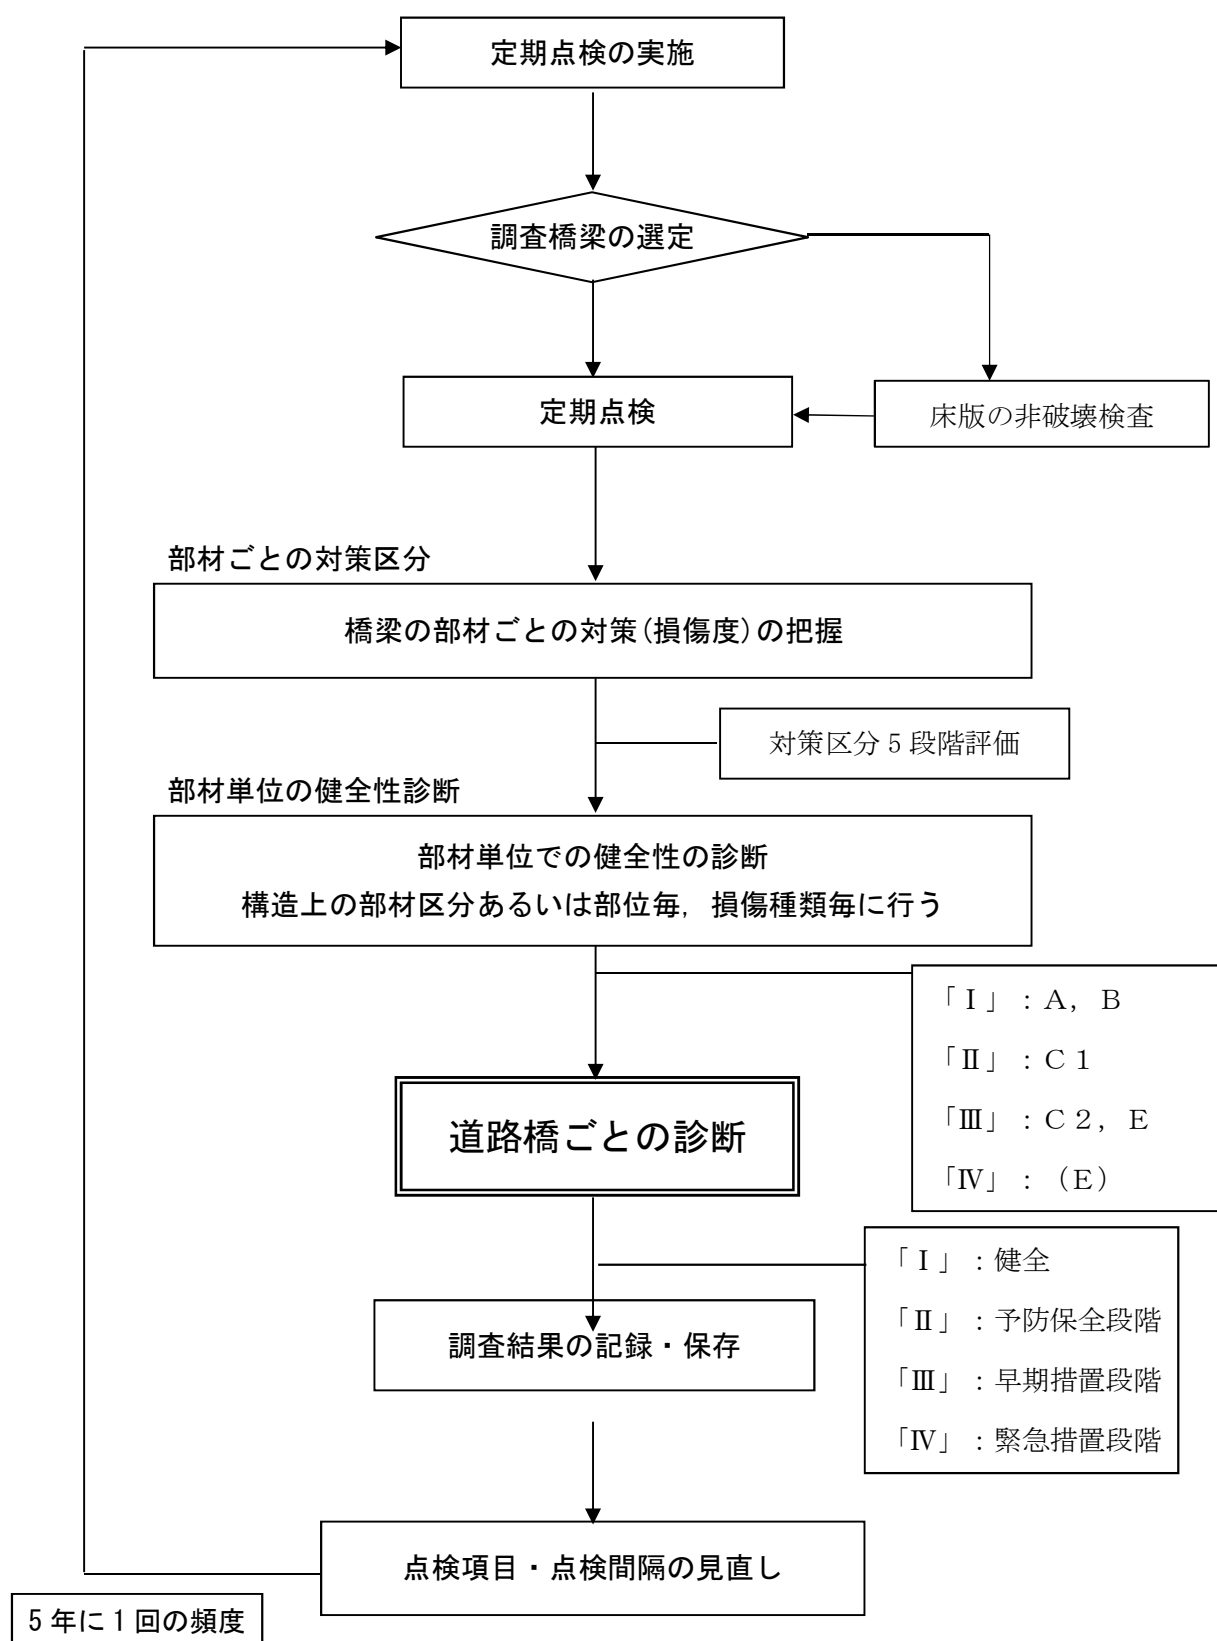 定期点検の実施
調査橋梁の選定
定期点検
床版の非破壊検査
部材ごとの対策区分
橋梁の部材ごとの対策(損傷度)の把握
対策区分５段階評価
部材単位の健全性診断
部材単位での健全性の診断
構造上の部材区分あるいは部位毎，損傷種類毎に行う
「Ⅰ」：Ａ，Ｂ
「Ⅱ」：Ｃ１
「Ⅲ」：Ｃ２，Ｅ
「Ⅳ」：（Ｅ）
道路橋ごとの診断
「Ⅰ」：健全
「Ⅱ」：予防保全段階
「Ⅲ」：早期措置段階
「Ⅳ」：緊急措置段階
調査結果の記録・保存
点検項目・点検間隔の見直し
５年に１回の頻度